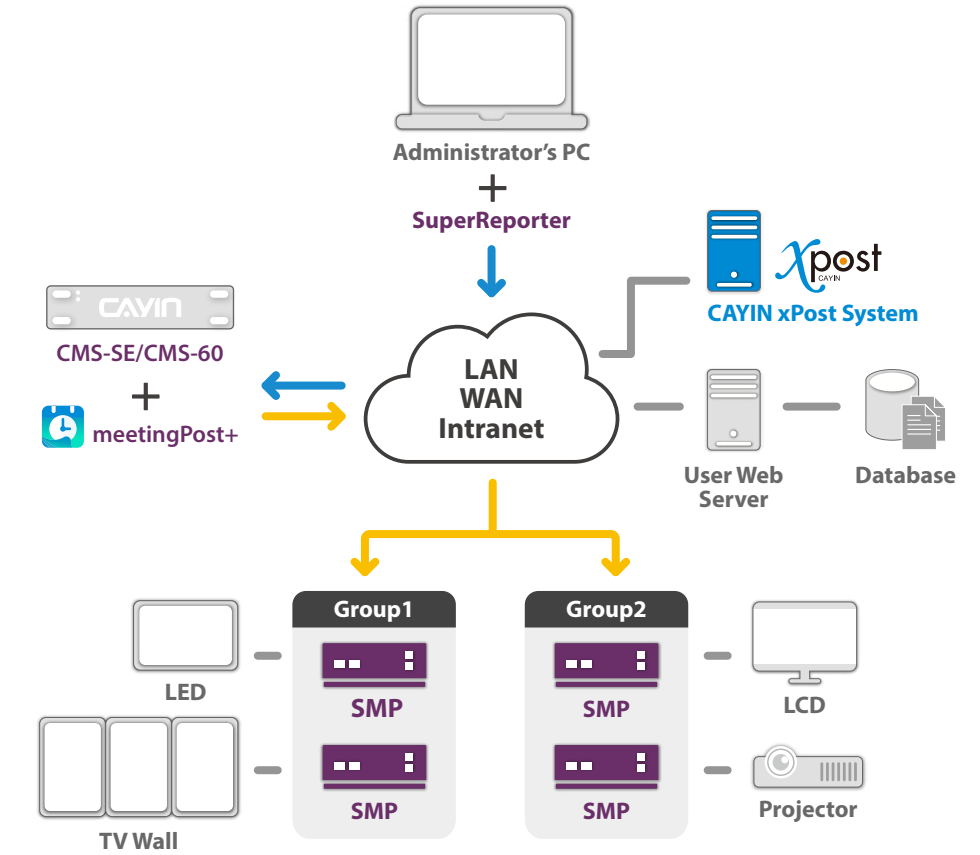 Administrator's PC
+
SuperReporter
Xpost
CAYIN
CAYIN xPost System
CAYIN
CMS-SE/CMS-60
+
meetingPost+
LAN
WAN
Intranet
User Web
Server
Database
Group1
Group2
SMP
SMP
LED
LCD
SMP
SMP
TV Wall
Projector